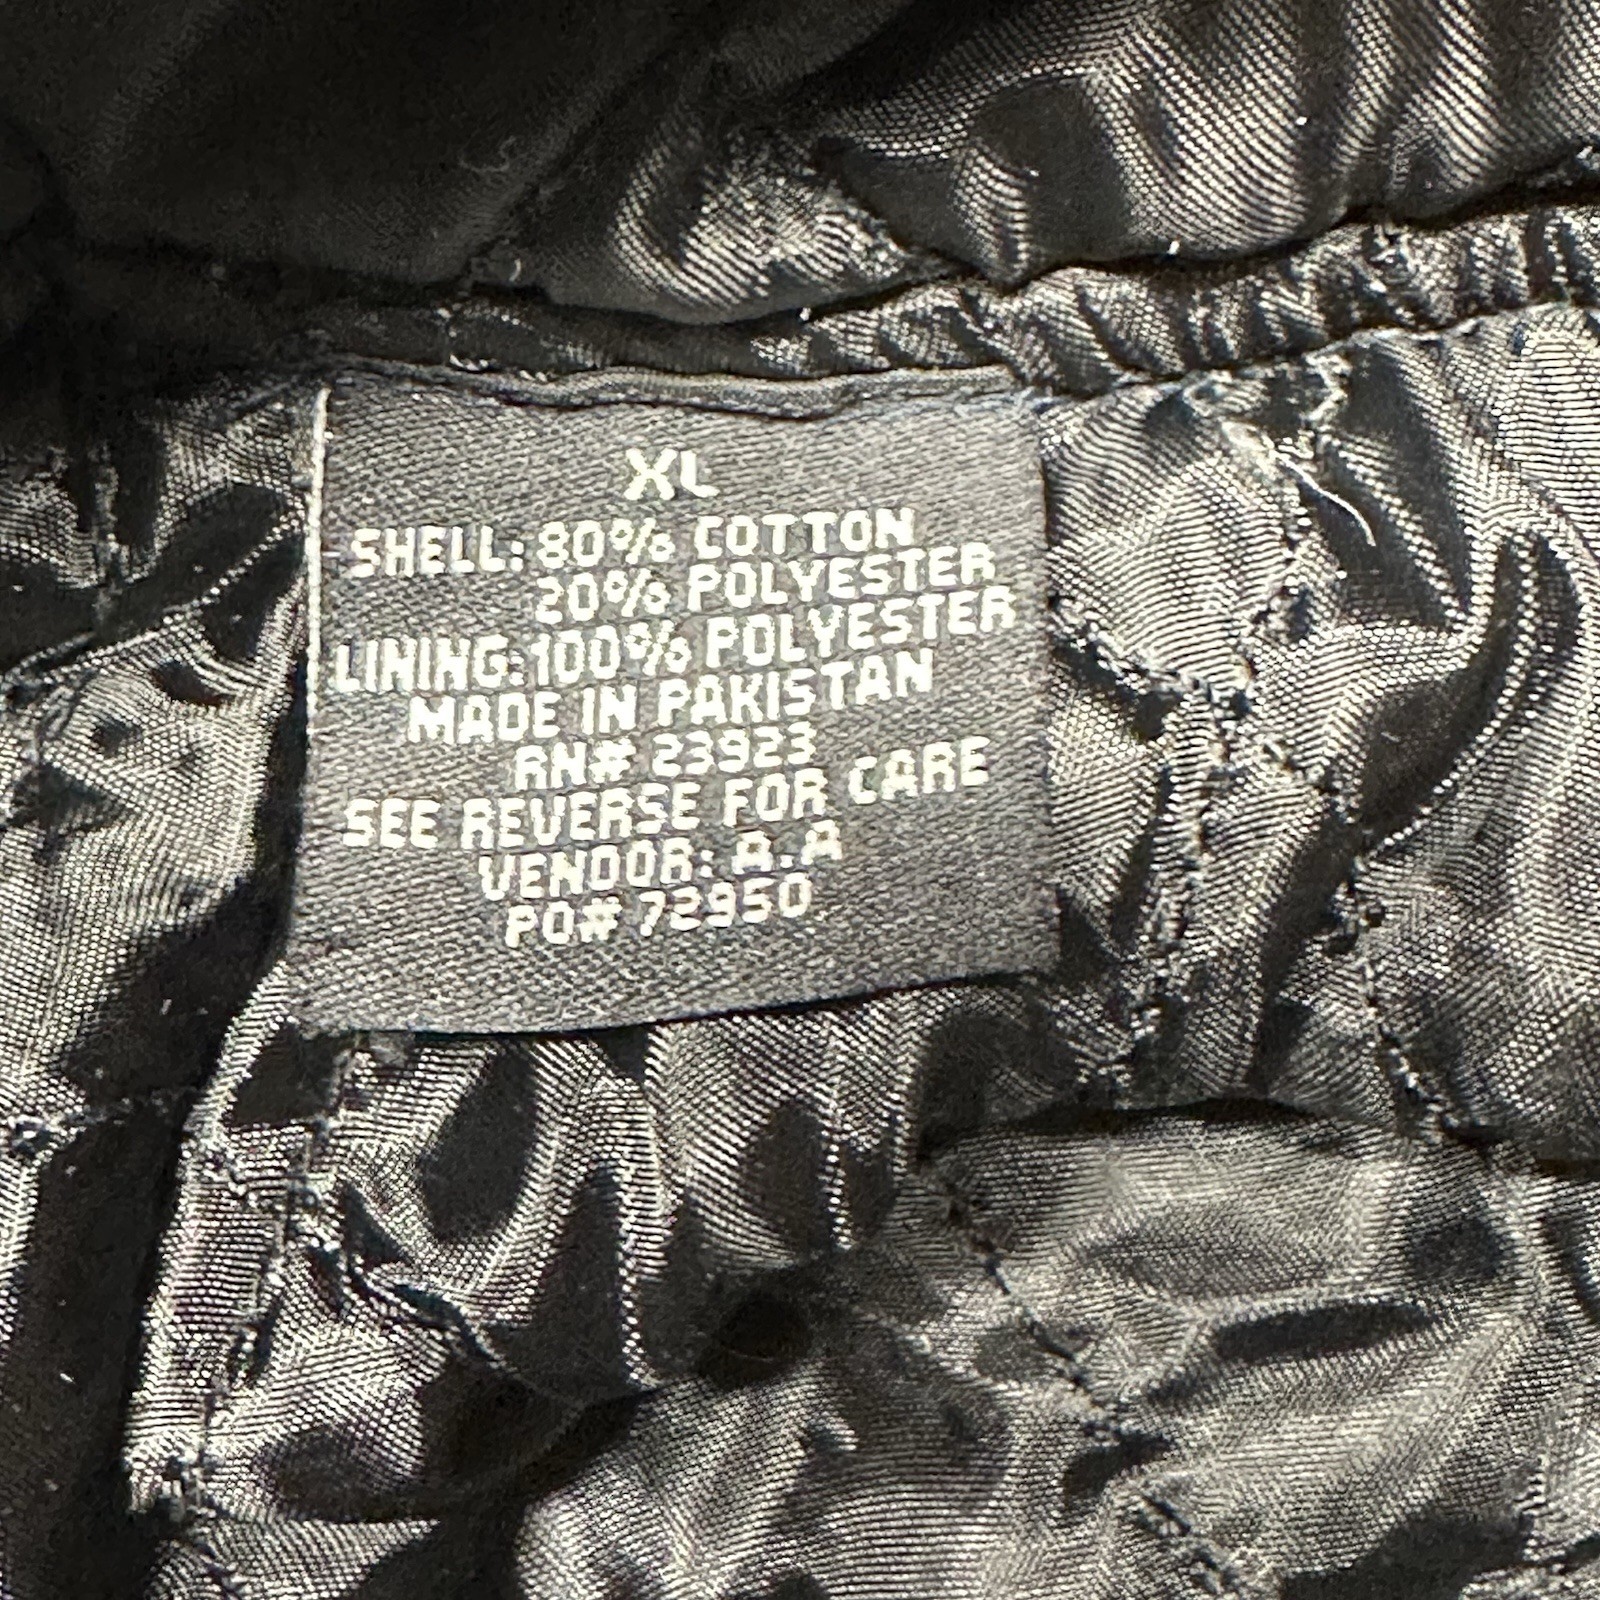 XL
SHELL: 80% COTTON
20% POLYESTER
LINING: 100% POLYESTER
MADE IN PAKISTAN
RN# 23923
SEE REVERSE FOR CARE
VENDOR: A.A
PO# 72950